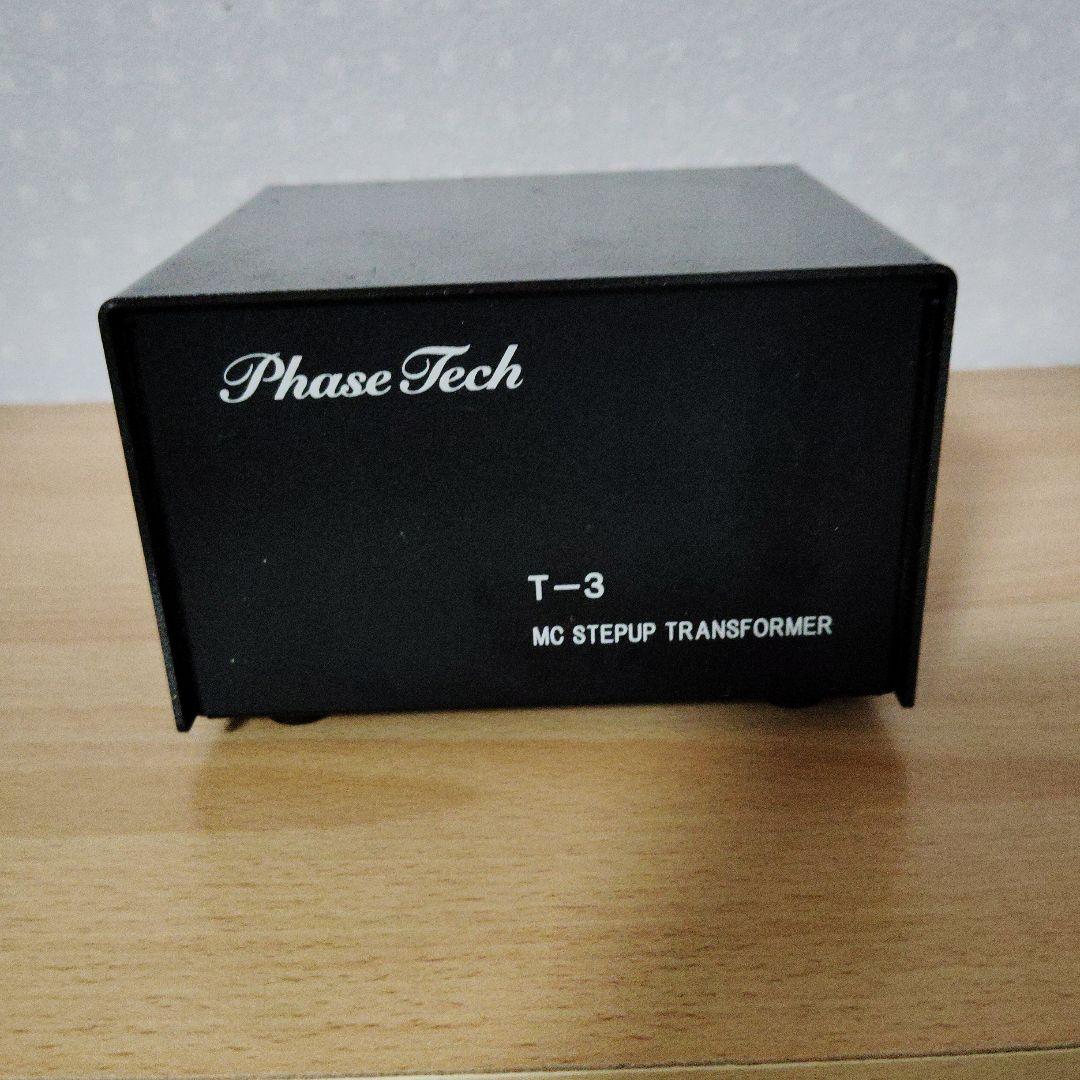 Phase Tech
T-3
MC STEPUP TRANSFORMER